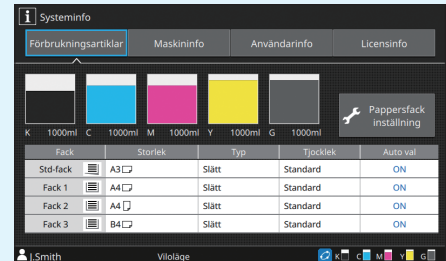 i Systeminfo
Förbrukningsartiklar Maskininfo Användarinfo Licensinfo
K 1000ml C 1000ml M 1000ml Y 1000ml G 1000ml
Pappersfack
inställning
Fack Storlek Typ Tjocklek Auto val
Std-fack A3 Slätt Standard ON
Fack 1 A4 Slätt Standard ON
Fack 2 A4 Slätt Standard ON
Fack 3 B4 Slätt Standard ON
J.Smith Viloläge K C M Y G